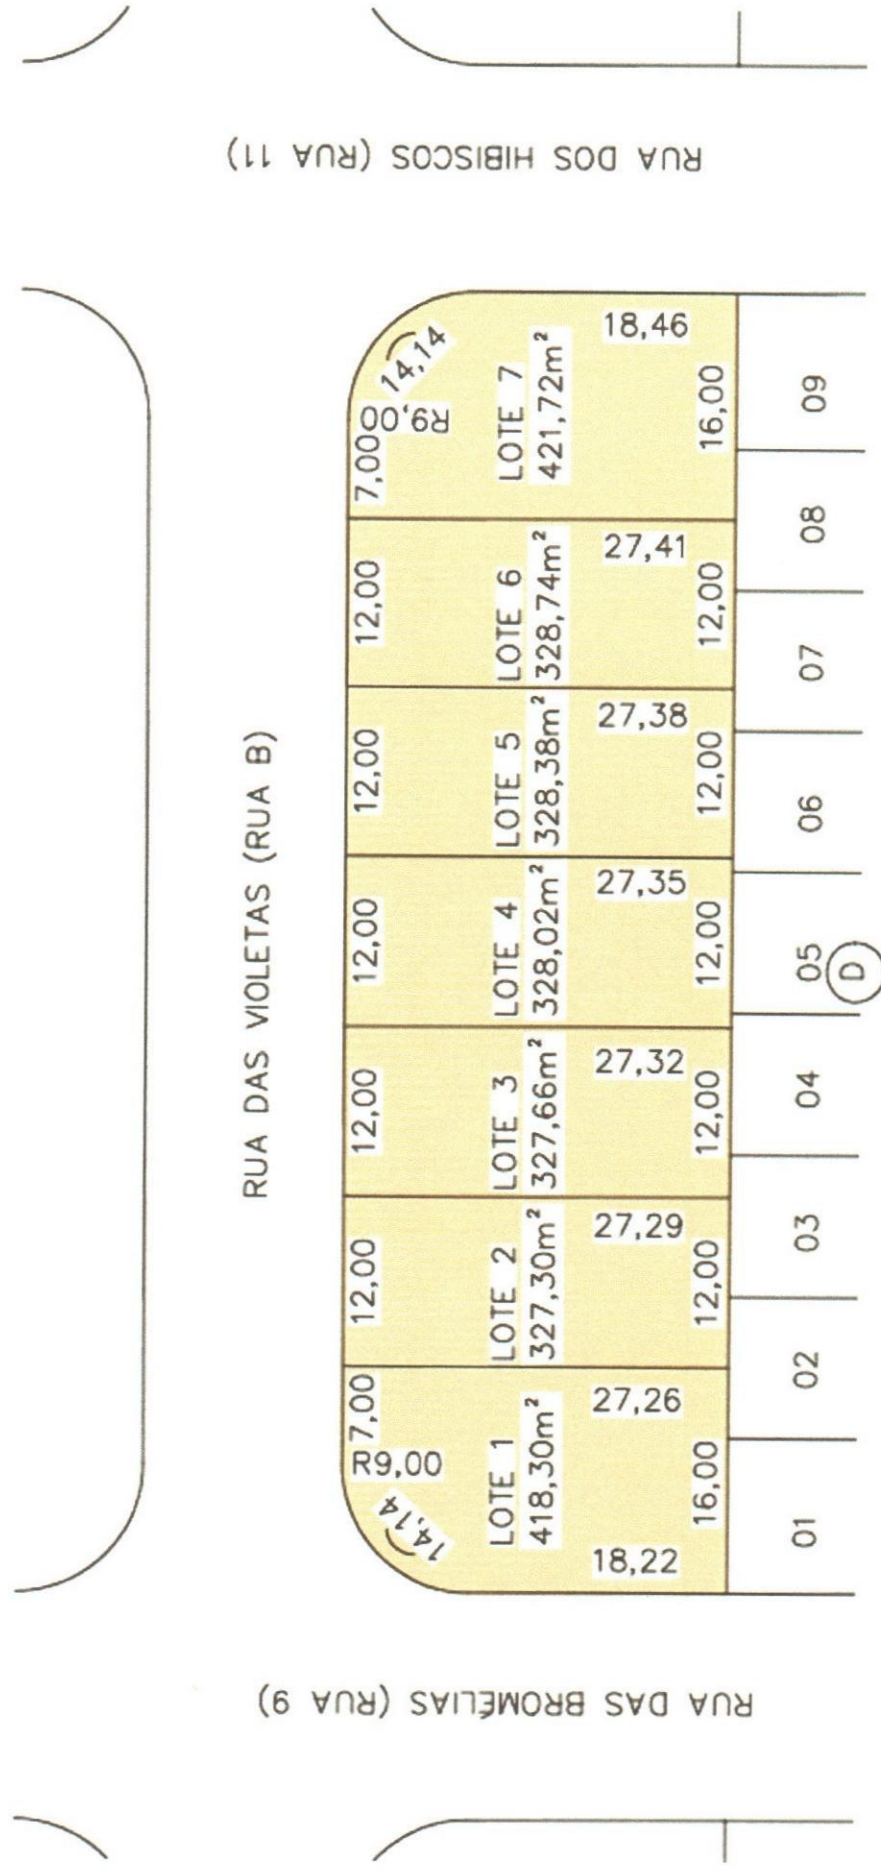 RUA DOS HIBISCOS (RUA 11)
RUA DAS VIOLETAS (RUA B)
RUA DAS BROMÉLIAS (RUA 9)
7,00
R9,00
14,14
LOTE 1
418,30m²
18,22
27,26
16,00
12,00
LOTE 2
327,30m²
27,29
12,00
12,00
LOTE 3
327,66m²
27,32
12,00
12,00
LOTE 4
328,02m²
27,35
12,00
12,00
LOTE 5
328,38m²
27,38
12,00
12,00
LOTE 6
328,74m²
27,41
12,00
7,00
R9,00
14,14
LOTE 7
421,72m²
18,46
16,00
01
02
03
04
05
06
07
08
09
D